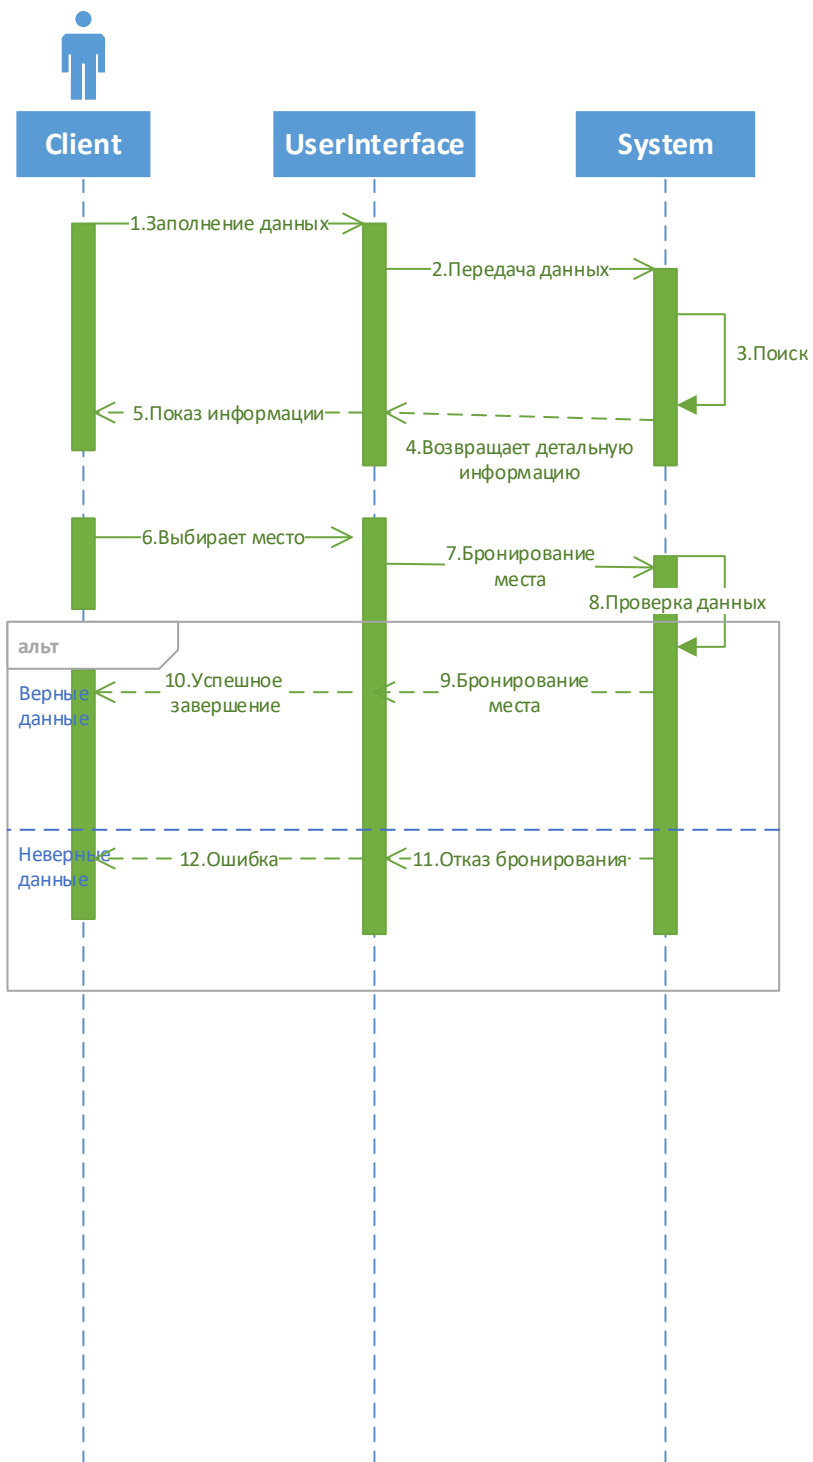 Client
UserInterface
System
1.Заполнение данных
2.Передача данных
3.Поиск
5.Показ информации
4.Возвращает детальную
информацию
6.Выбирает место
7.Бронирование
места
8.Проверка данных
альт
Верные
данные
10.Успешное
завершение
9.Бронирование
места
Неверные
данные
12.Ошибка
11.Отказ бронирования